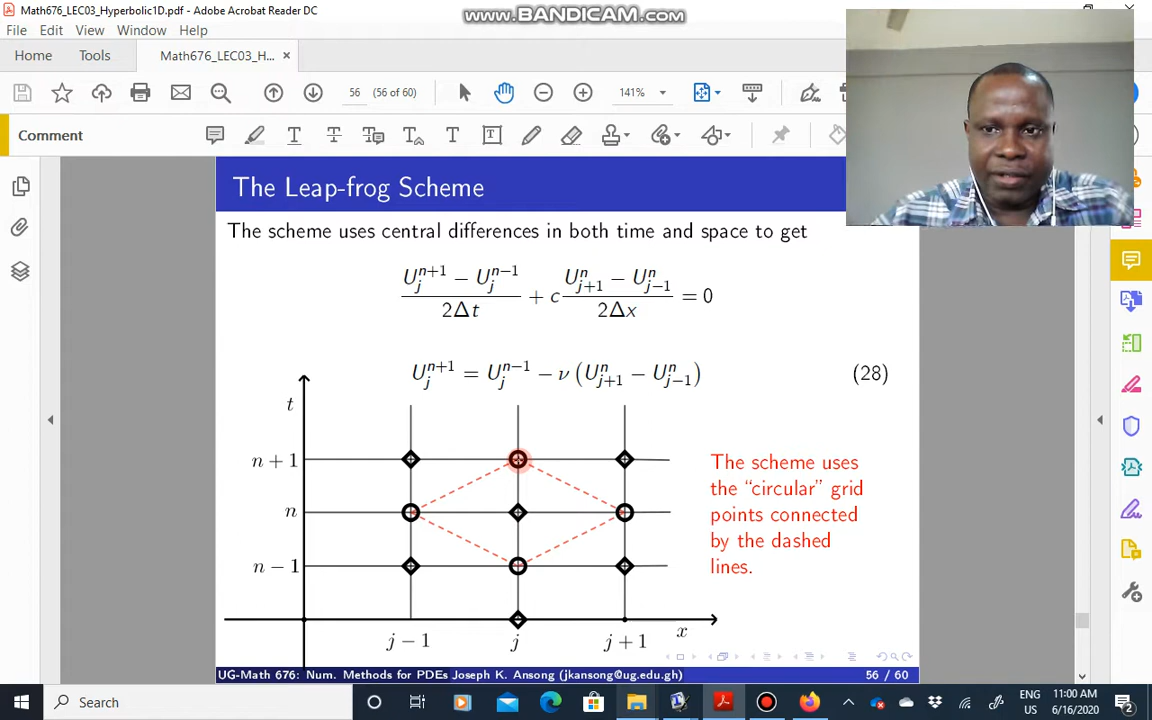 Math676_LEC03_Hyperbolic1D.pdf - Adobe Acrobat Reader DC
WWW.BANDICAM.COM
File Edit View Window Help
Home Tools Math676_LEC03_H...
56 (56 of 60) 141%
Comment
The Leap-frog Scheme
The scheme uses central differences in both time and space to get
\frac{U_j^{n+1} - U_j^{n-1}}{2Δt} + c \frac{U_{j+1}^n - U_{j-1}^n}{2Δx} = 0
U_j^{n+1} = U_j^{n-1} - ν (U_{j+1}^n - U_{j-1}^n) (28)
t
n + 1
n
n − 1
j − 1 j j + 1 x
The scheme uses
the “circular” grid
points connected
by the dashed
lines.
UG-Math 676: Num. Methods for PDEs Joseph K. Ansong (jkansong@ug.edu.gh) 56 / 60
Search
ENG
US
11:00 AM
6/16/2020
2